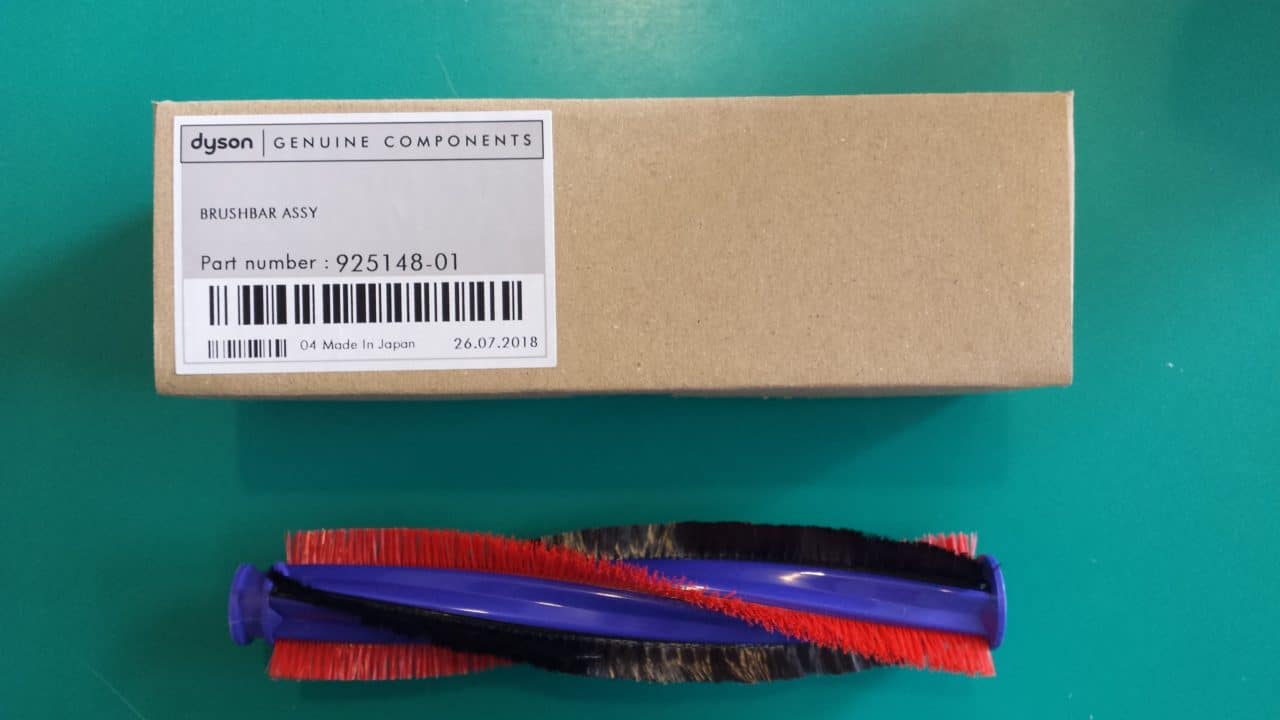 dyson | GENUINE COMPONENTS
BRUSHBAR ASSY
Part number : 925148-01
04 Made In Japan 26.07.2018